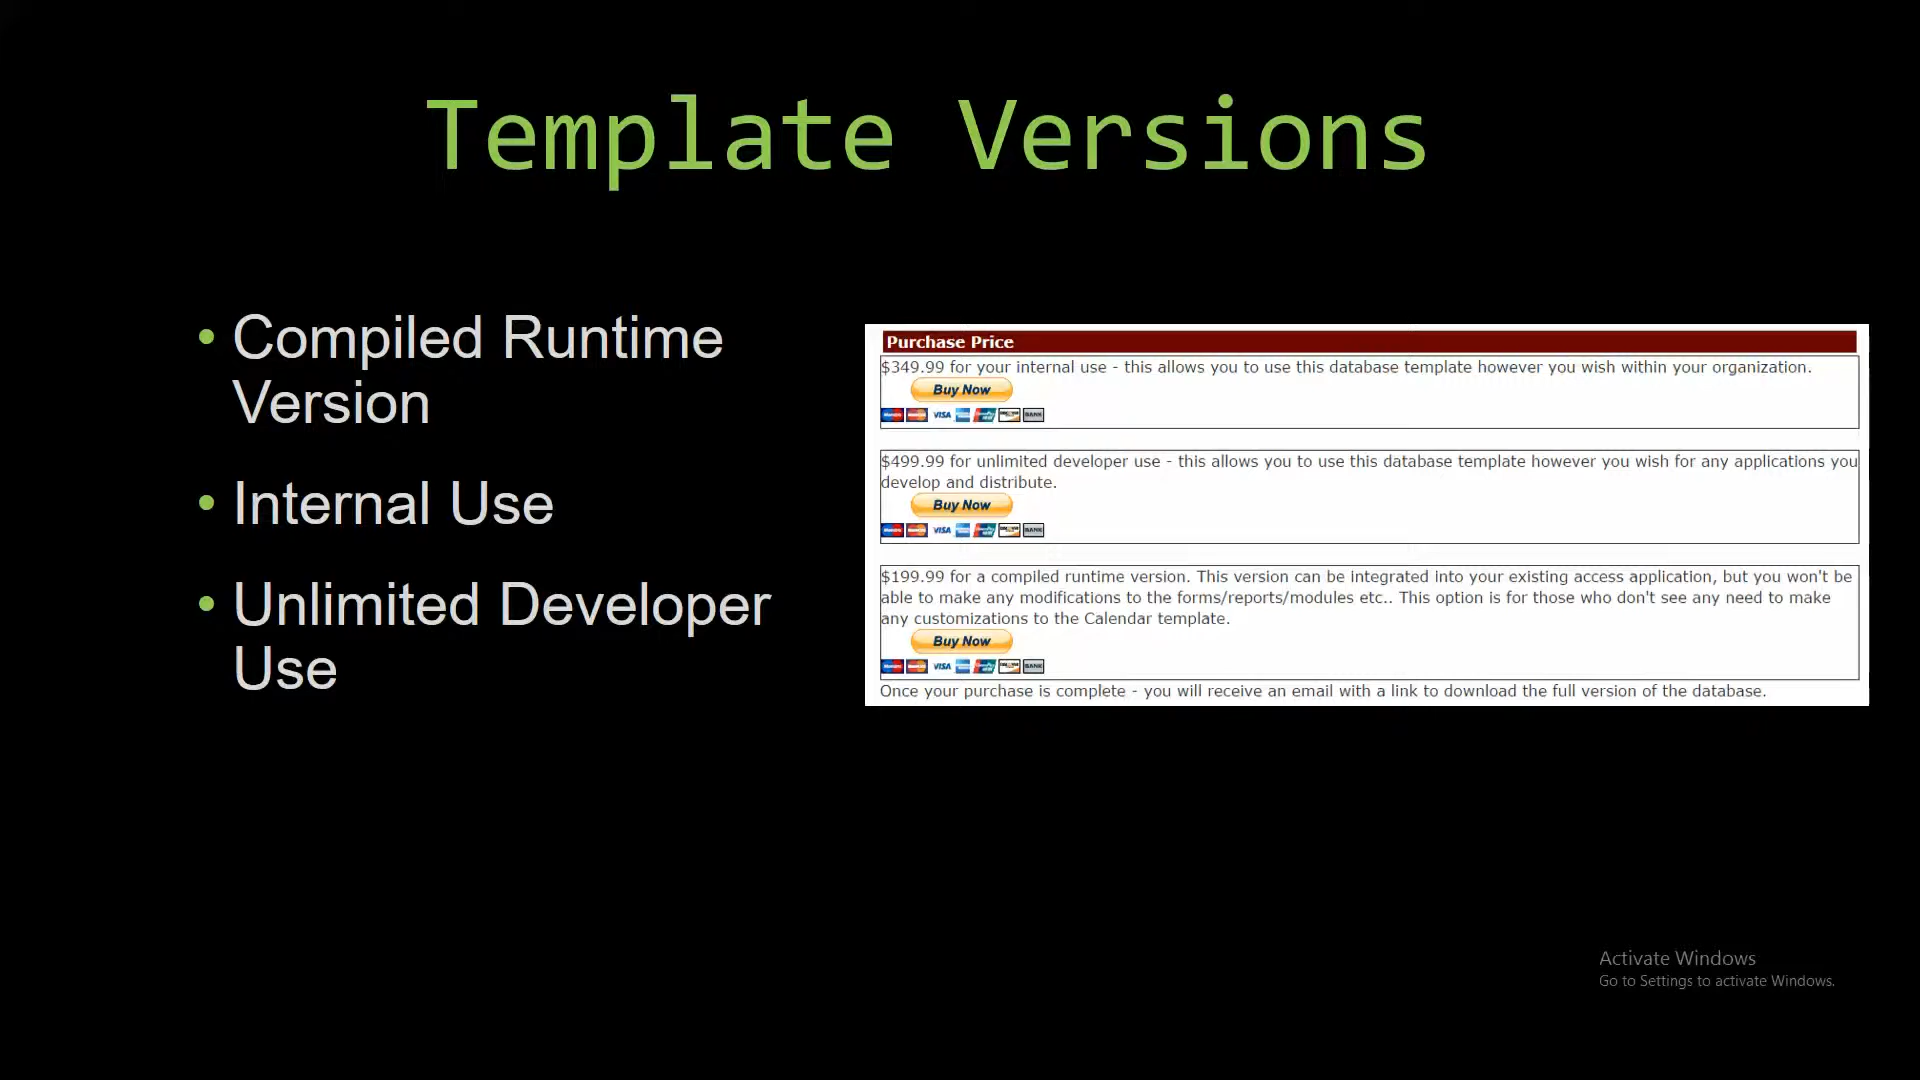 Template Versions
• Compiled Runtime
Version
• Internal Use
• Unlimited Developer
Use
Purchase Price
$349.99 for your internal use - this allows you to use this database template however you wish within your organization.
Buy Now
VISA BANK
$499.99 for unlimited developer use - this allows you to use this database template however you wish for any applications you
develop and distribute.
Buy Now
VISA BANK
$199.99 for a compiled runtime version. This version can be integrated into your existing access application, but you won't be
able to make any modifications to the forms/reports/modules etc.. This option is for those who don't see any need to make
any customizations to the Calendar template.
Buy Now
VISA BANK
Once your purchase is complete - you will receive an email with a link to download the full version of the database.
Activate Windows
Go to Settings to activate Windows.